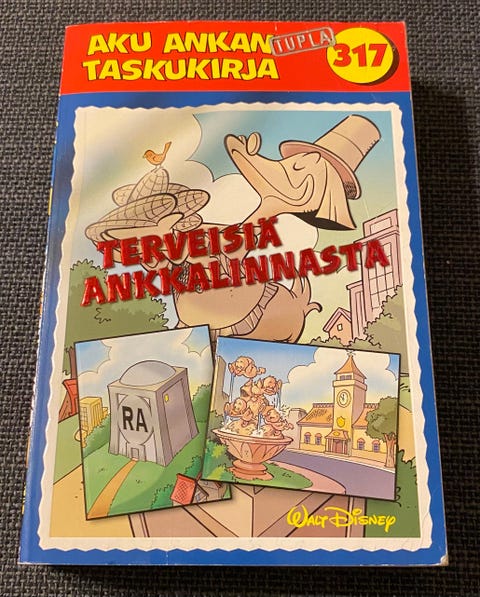 AKU ANKAN
TUPLA
TASKUKIRJA
317
TERVEISIÄ
ANKKALINNASTA
RA
WALT DISNEY